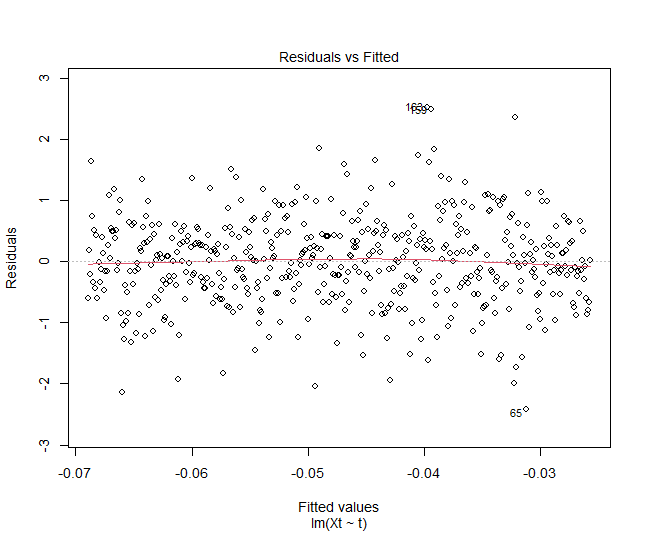 Residuals vs Fitted
Residuals
3
2
1
0
-1
-2
-3
163
159
65
-0.07 -0.06 -0.05 -0.04 -0.03
Fitted values
lm(Xt ~ t)